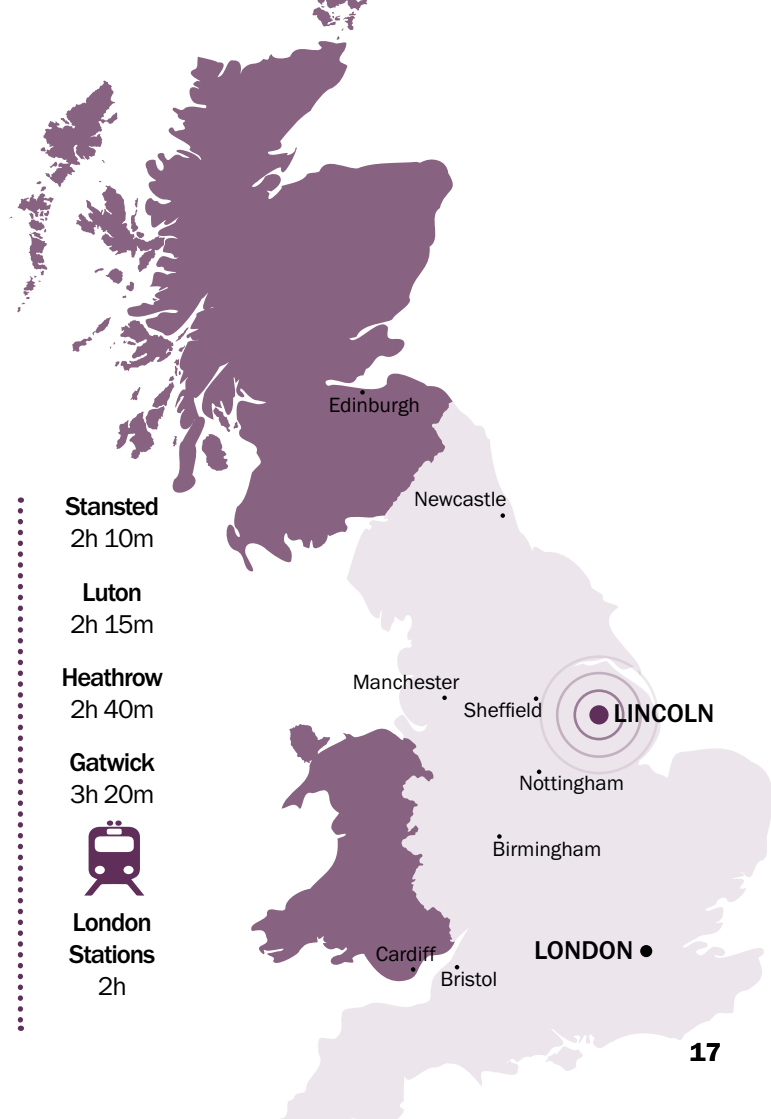 Edinburgh
Newcastle
Stansted
2h 10m
Luton
2h 15m
Heathrow
2h 40m
Gatwick
3h 20m
London
Stations
2h
Manchester
Sheffield
LINCOLN
Nottingham
Birmingham
LONDON
Cardiff
Bristol
17